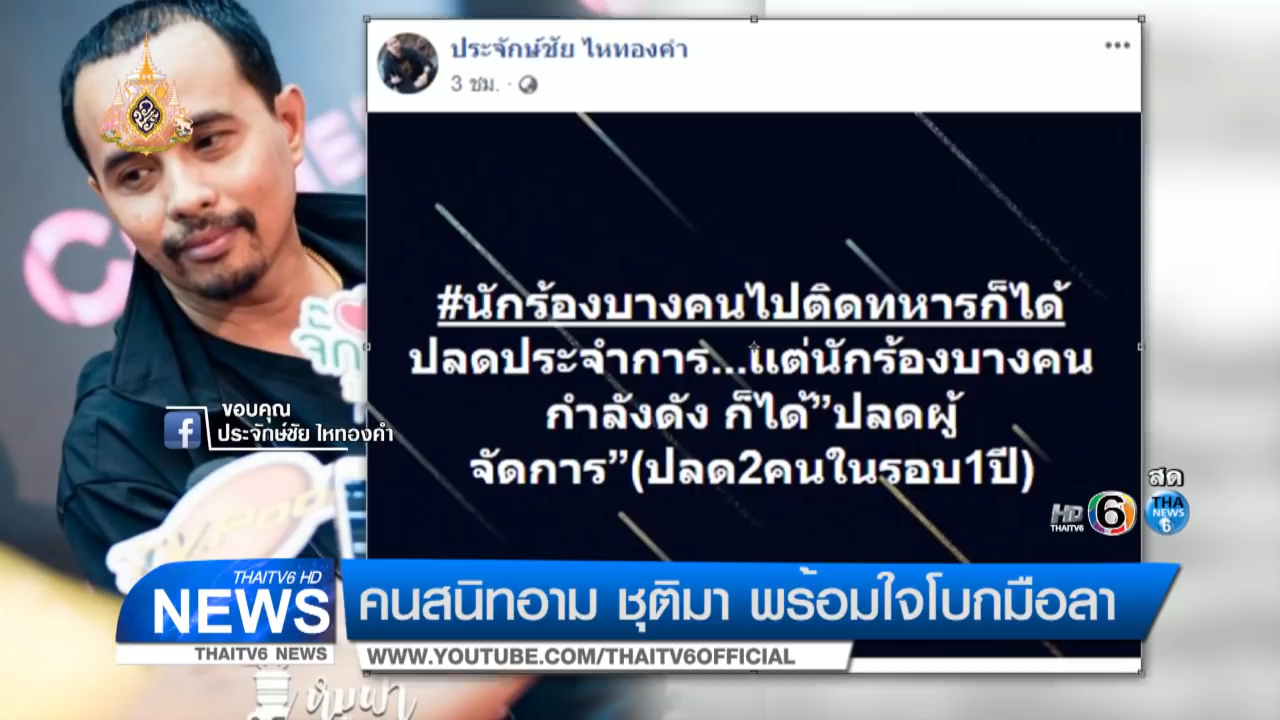 ประจักษ์ชัย ไหทองคำ
3 ชม. ·
#นักร้องบางคนไปติดทหารก็ได้
ปลดประจำการ...แต่นักร้องบางคน
กำลังดัง ก็ได้”ปลดผู้
จัดการ”(ปลด2คนในรอบ1ปี)
ขอบคุณ
ประจักษ์ชัย ไหทองคำ
สด
HD
THAITV6
6
THA
NEWS
6
THAITV6 HD
NEWS
THAITV6 NEWS
คนสนิทอาม ชุติมา พร้อมใจโบกมือลา
WWW.YOUTUBE.COM/THAITV6OFFICIAL